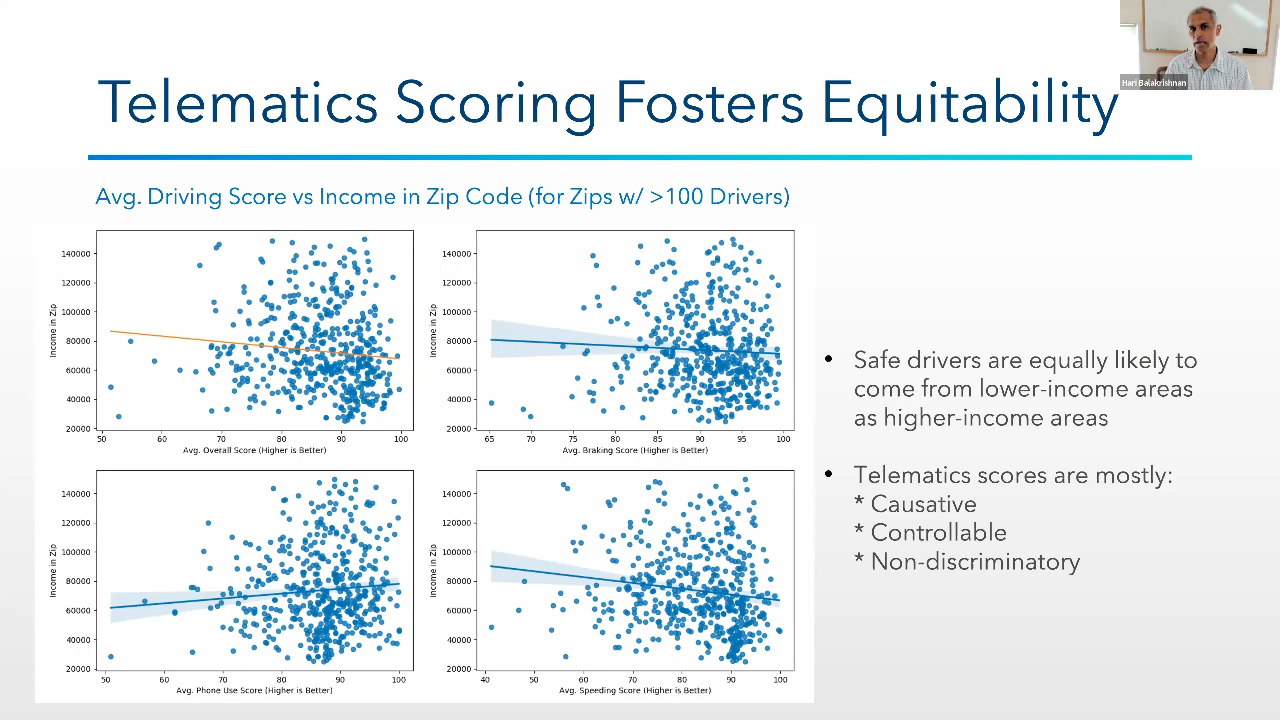 Telematics Scoring Fosters Equitability
Hari Balakrishnan
Avg. Driving Score vs Income in Zip Code (for Zips w/ >100 Drivers)
140000
120000
100000
80000
60000
40000
20000
Income in Zip
50 60 70 80 90 100
Avg. Overall Score (Higher is Better)
140000
120000
100000
80000
60000
40000
20000
Income in Zip
65 70 75 80 85 90 95 100
Avg. Braking Score (Higher is Better)
140000
120000
100000
80000
60000
40000
20000
Income in Zip
50 60 70 80 90 100
Avg. Phone Use Score (Higher is Better)
140000
120000
100000
80000
60000
40000
20000
Income in Zip
40 50 60 70 80 90 100
Avg. Speeding Score (Higher is Better)
• Safe drivers are equally likely to
come from lower-income areas
as higher-income areas
• Telematics scores are mostly:
* Causative
* Controllable
* Non-discriminatory